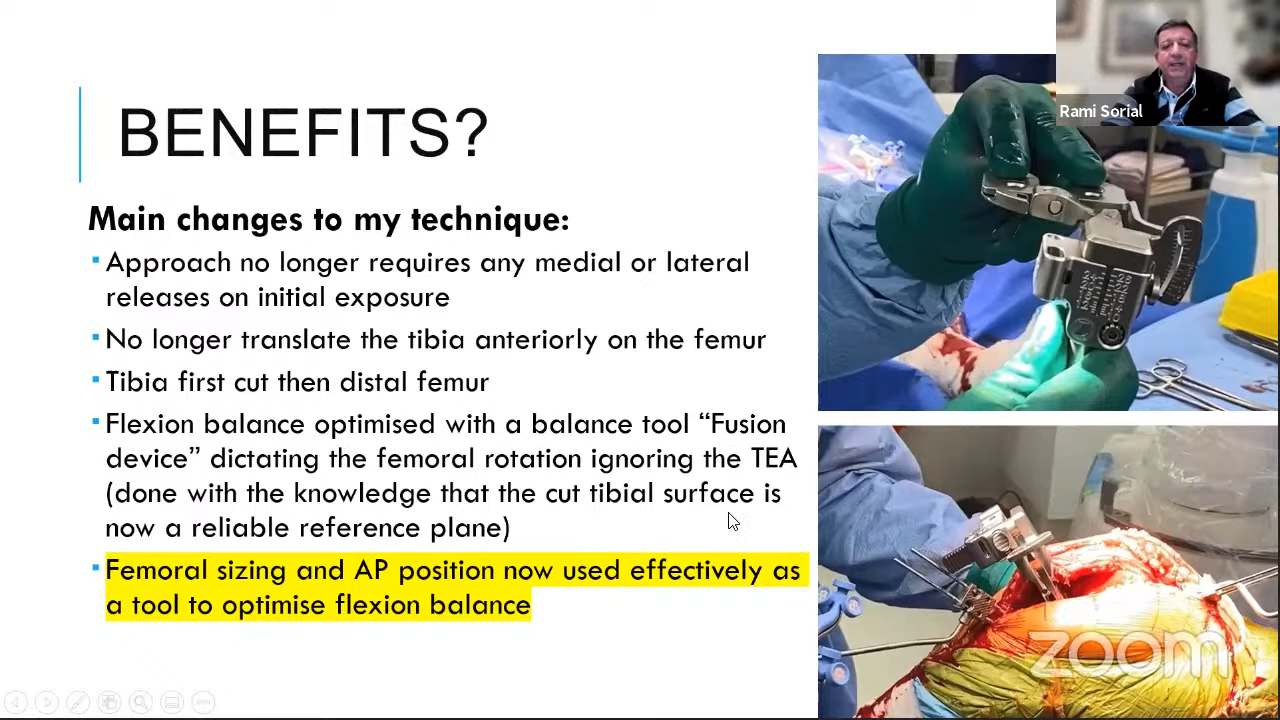 Rami Sorial
BENEFITS?
Main changes to my technique:
Approach no longer requires any medial or lateral
releases on initial exposure
No longer translate the tibia anteriorly on the femur
Tibia first cut then distal femur
Flexion balance optimised with a balance tool “Fusion
device” dictating the femoral rotation ignoring the TEA
(done with the knowledge that the cut tibial surface is
now a reliable reference plane)
Femoral sizing and AP position now used effectively as
a tool to optimise flexion balance
zoom